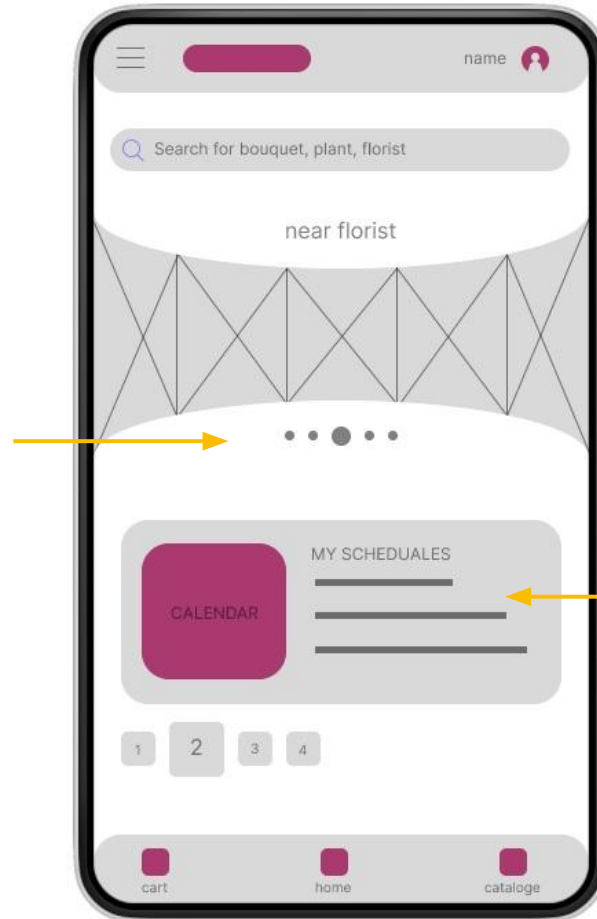 name
Search for bouquet, plant, florist
near florist
MY SCHEDUALES
CALENDAR
1 2 3 4
cart home cataloge